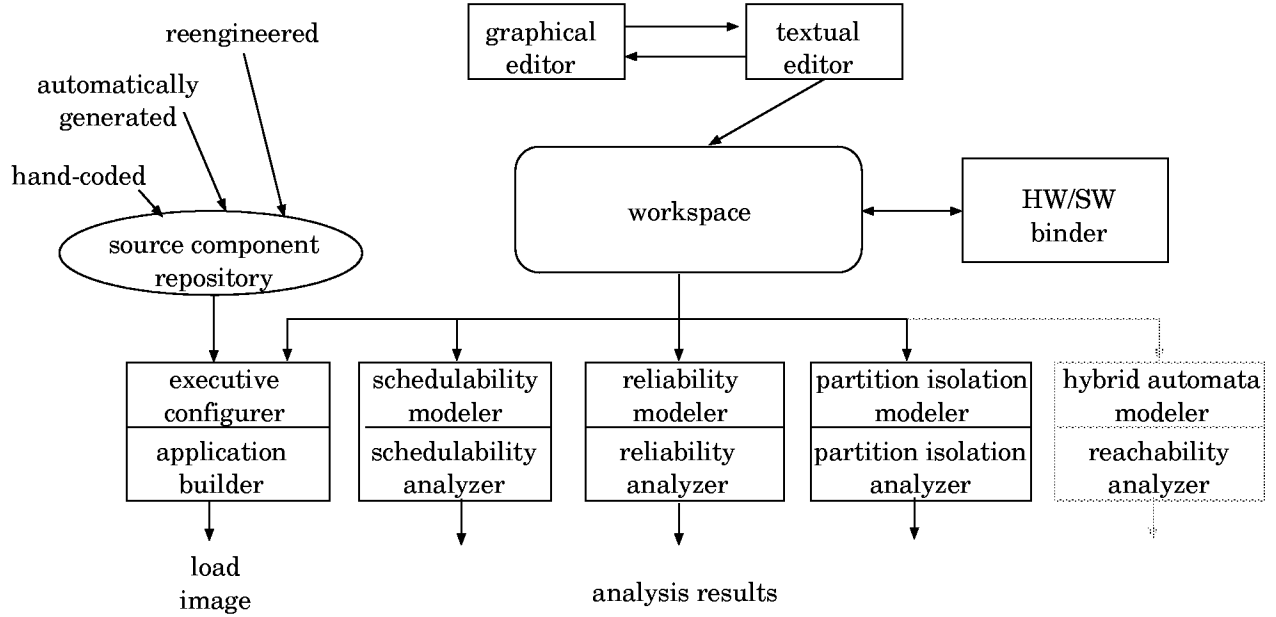 reengineered
automatically
generated
hand-coded
source component
repository
graphical
editor
textual
editor
workspace
HW/SW
binder
executive
configurer
application
builder
schedulability
modeler
schedulability
analyzer
reliability
modeler
reliability
analyzer
partition isolation
modeler
partition isolation
analyzer
hybrid automata
modeler
reachability
analyzer
load
image
analysis results